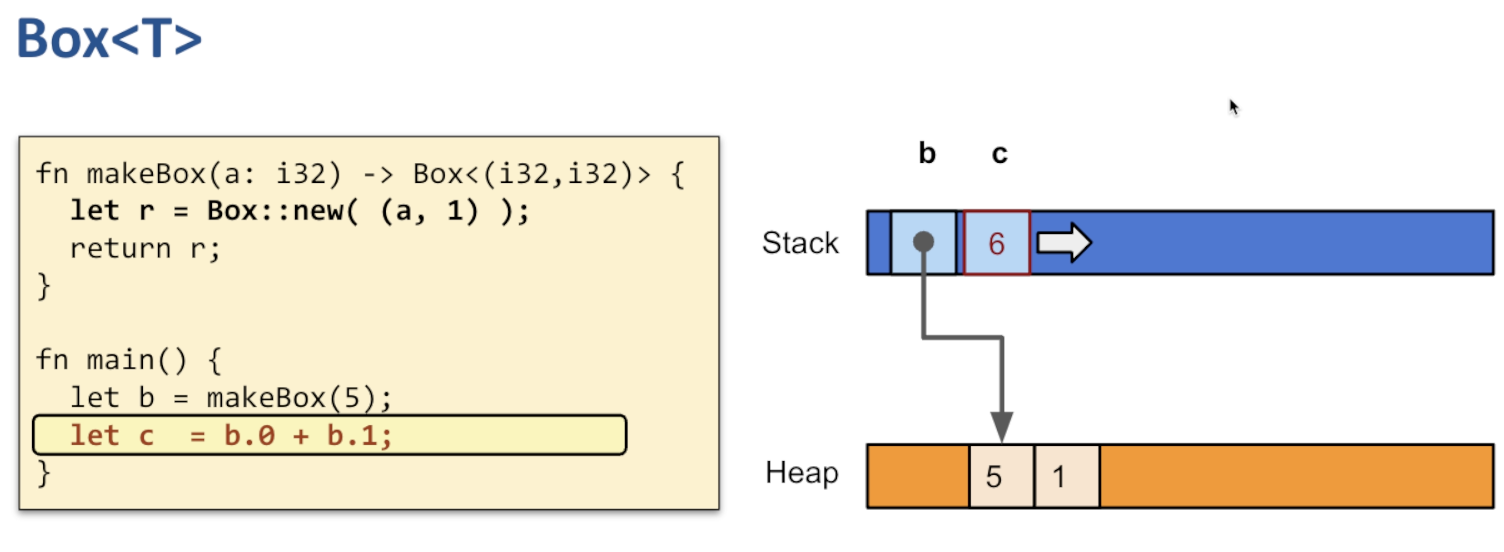 Box<T>
fn makeBox(a: i32) -> Box<(i32,i32)> {
let r = Box::new( (a, 1) );
return r;
}
fn main() {
let b = makeBox(5);
let c  = b.0 + b.1;
}
b c
Stack
6
Heap
5 1